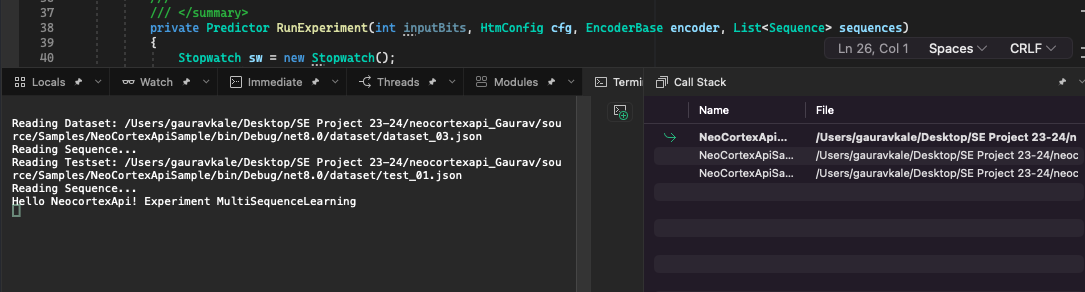 37 /// </summary>
38 private Predictor RunExperiment(int inputBits, HtmConfig cfg, EncoderBase encoder, List<Sequence> sequences)
39 {
40 Stopwatch sw = new Stopwatch();
Ln 26, Col 1 Spaces CRLF
Locals Watch Immediate Threads Modules Termi Call Stack
Name File
Reading Dataset: /Users/gauravkale/Desktop/SE Project 23-24/neocortexapi_Gaurav/sou
rce/Samples/NeoCortexApiSample/bin/Debug/net8.0/dataset/dataset_03.json
Reading Sequence...
Reading Testset: /Users/gauravkale/Desktop/SE Project 23-24/neocortexapi_Gaurav/sou
rce/Samples/NeoCortexApiSample/bin/Debug/net8.0/dataset/test_01.json
Reading Sequence...
Hello NeocortexApi! Experiment MultiSequenceLearning
NeoCortexApi... /Users/gauravkale/Desktop/SE Project 23-24/n
NeoCortexApiSa... /Users/gauravkale/Desktop/SE Project 23-24/neoc
NeoCortexApiSa... /Users/gauravkale/Desktop/SE Project 23-24/neoc